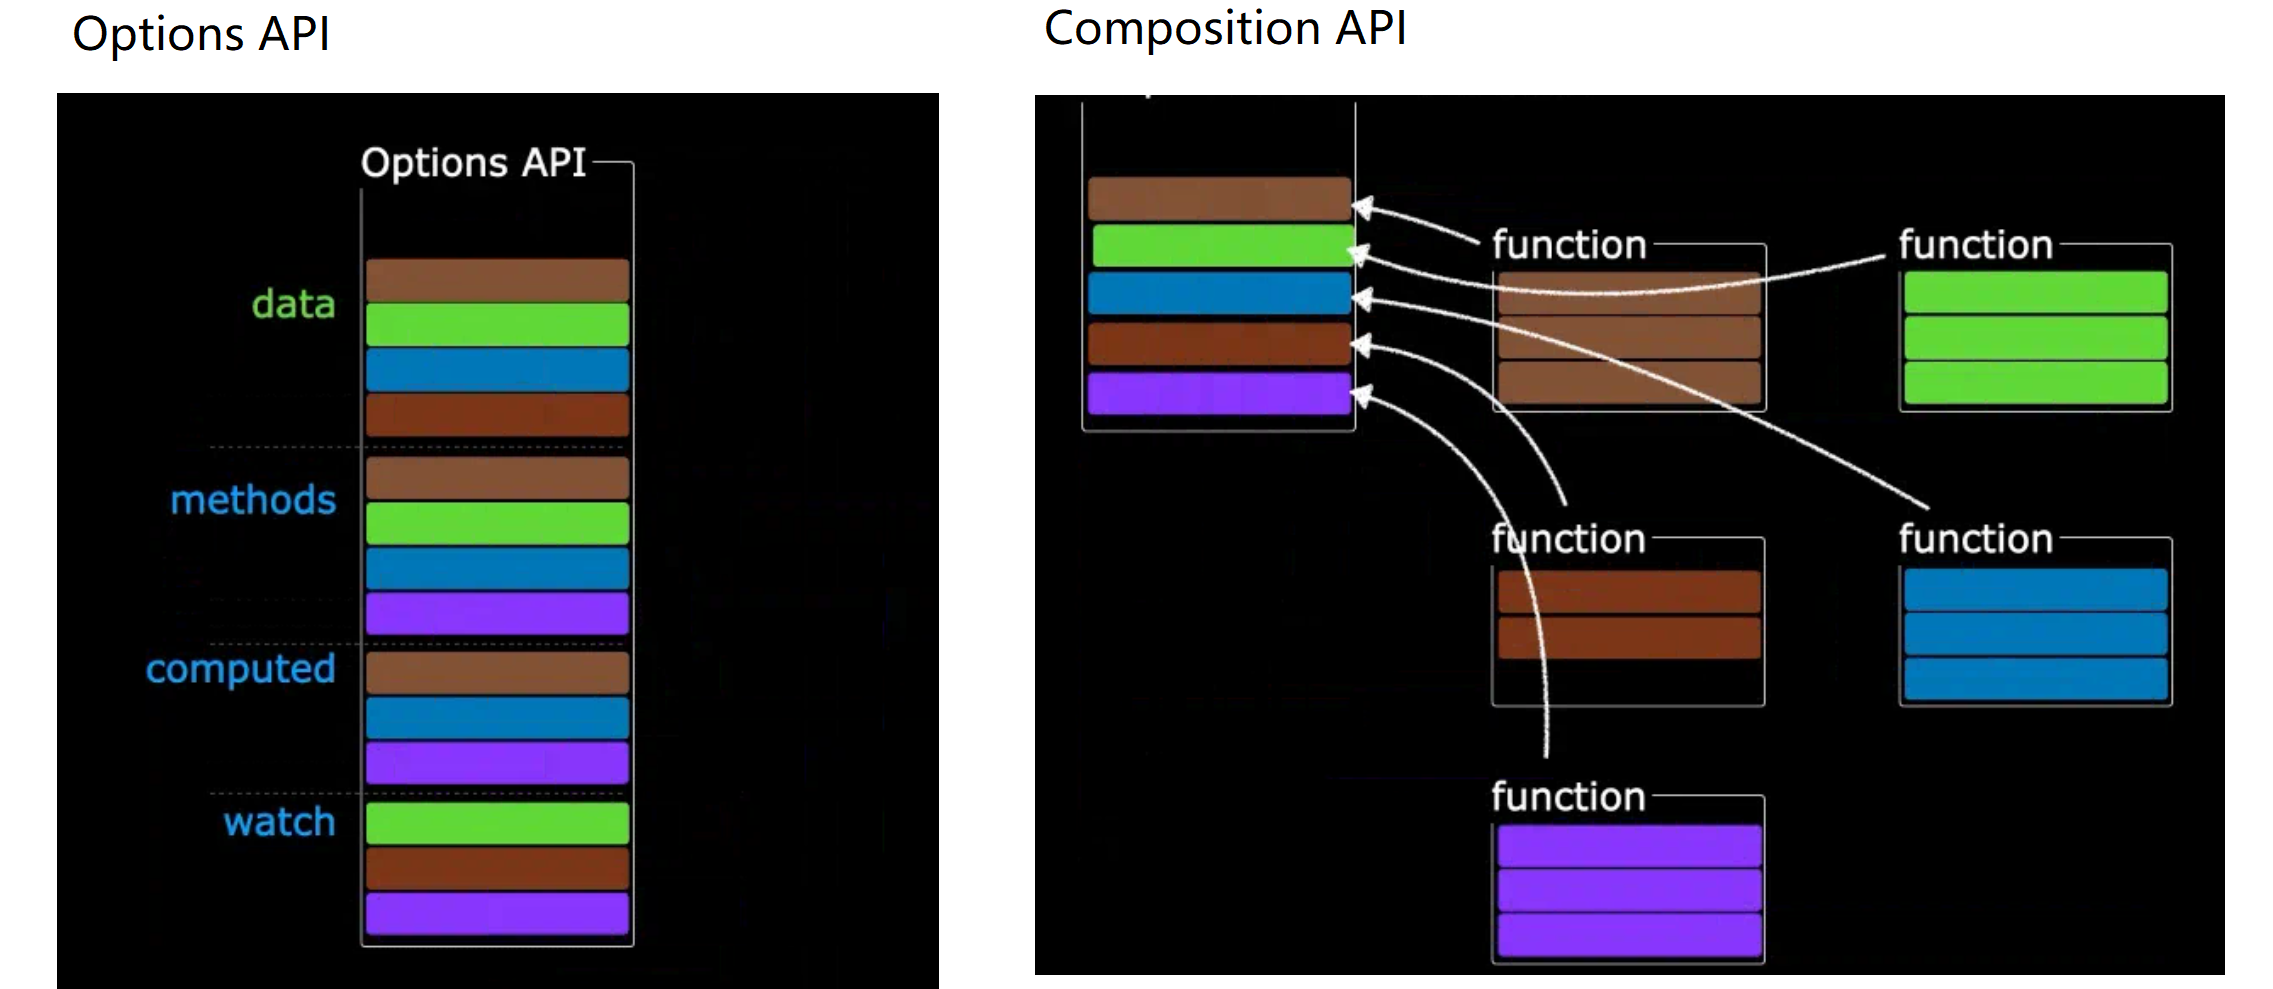 Options API
Composition API
Options API
data
methods
computed
watch
function
function
function
function
function